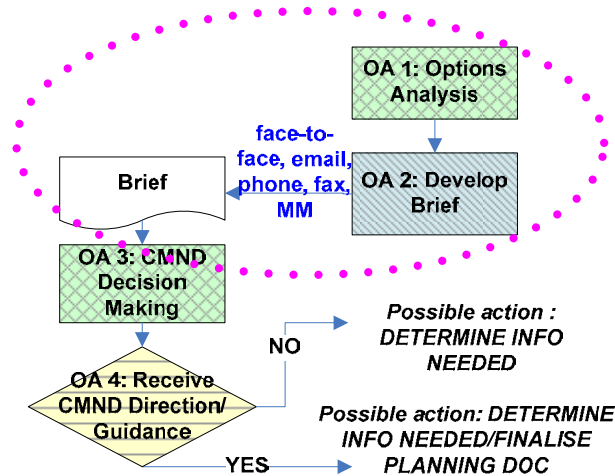 OA 1: Options
Analysis
face-to-
face, email,
phone, fax,
MM
OA 2: Develop
Brief
Brief
OA 3: CMND
Decision
Making
OA 4: Receive
CMND Direction/
Guidance
NO
Possible action :
DETERMINE INFO
NEEDED
YES
Possible action: DETERMINE
INFO NEEDED/FINALISE
PLANNING DOC